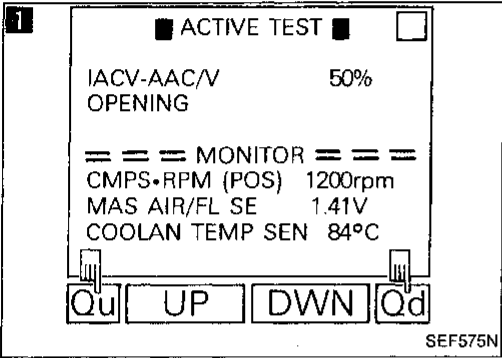 1
ACTIVE TEST
IACV-AAC/V 50%
OPENING
= = = MONITOR = = =
CMPS•RPM (POS) 1200rpm
MAS AIR/FL SE 1.41V
COOLAN TEMP SEN 84°C
Qu UP DWN Qd
SEF575N